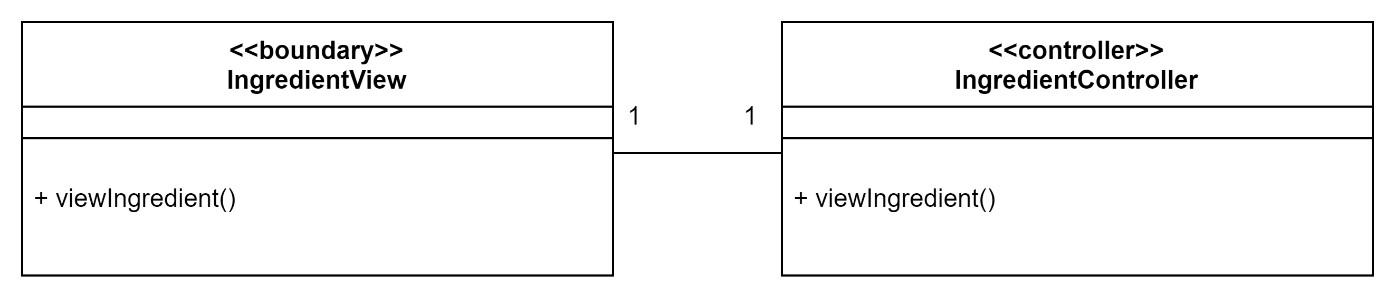 <<boundary>>
IngredientView
+ viewIngredient()
1
1
<<controller>>
IngredientController
+ viewIngredient()